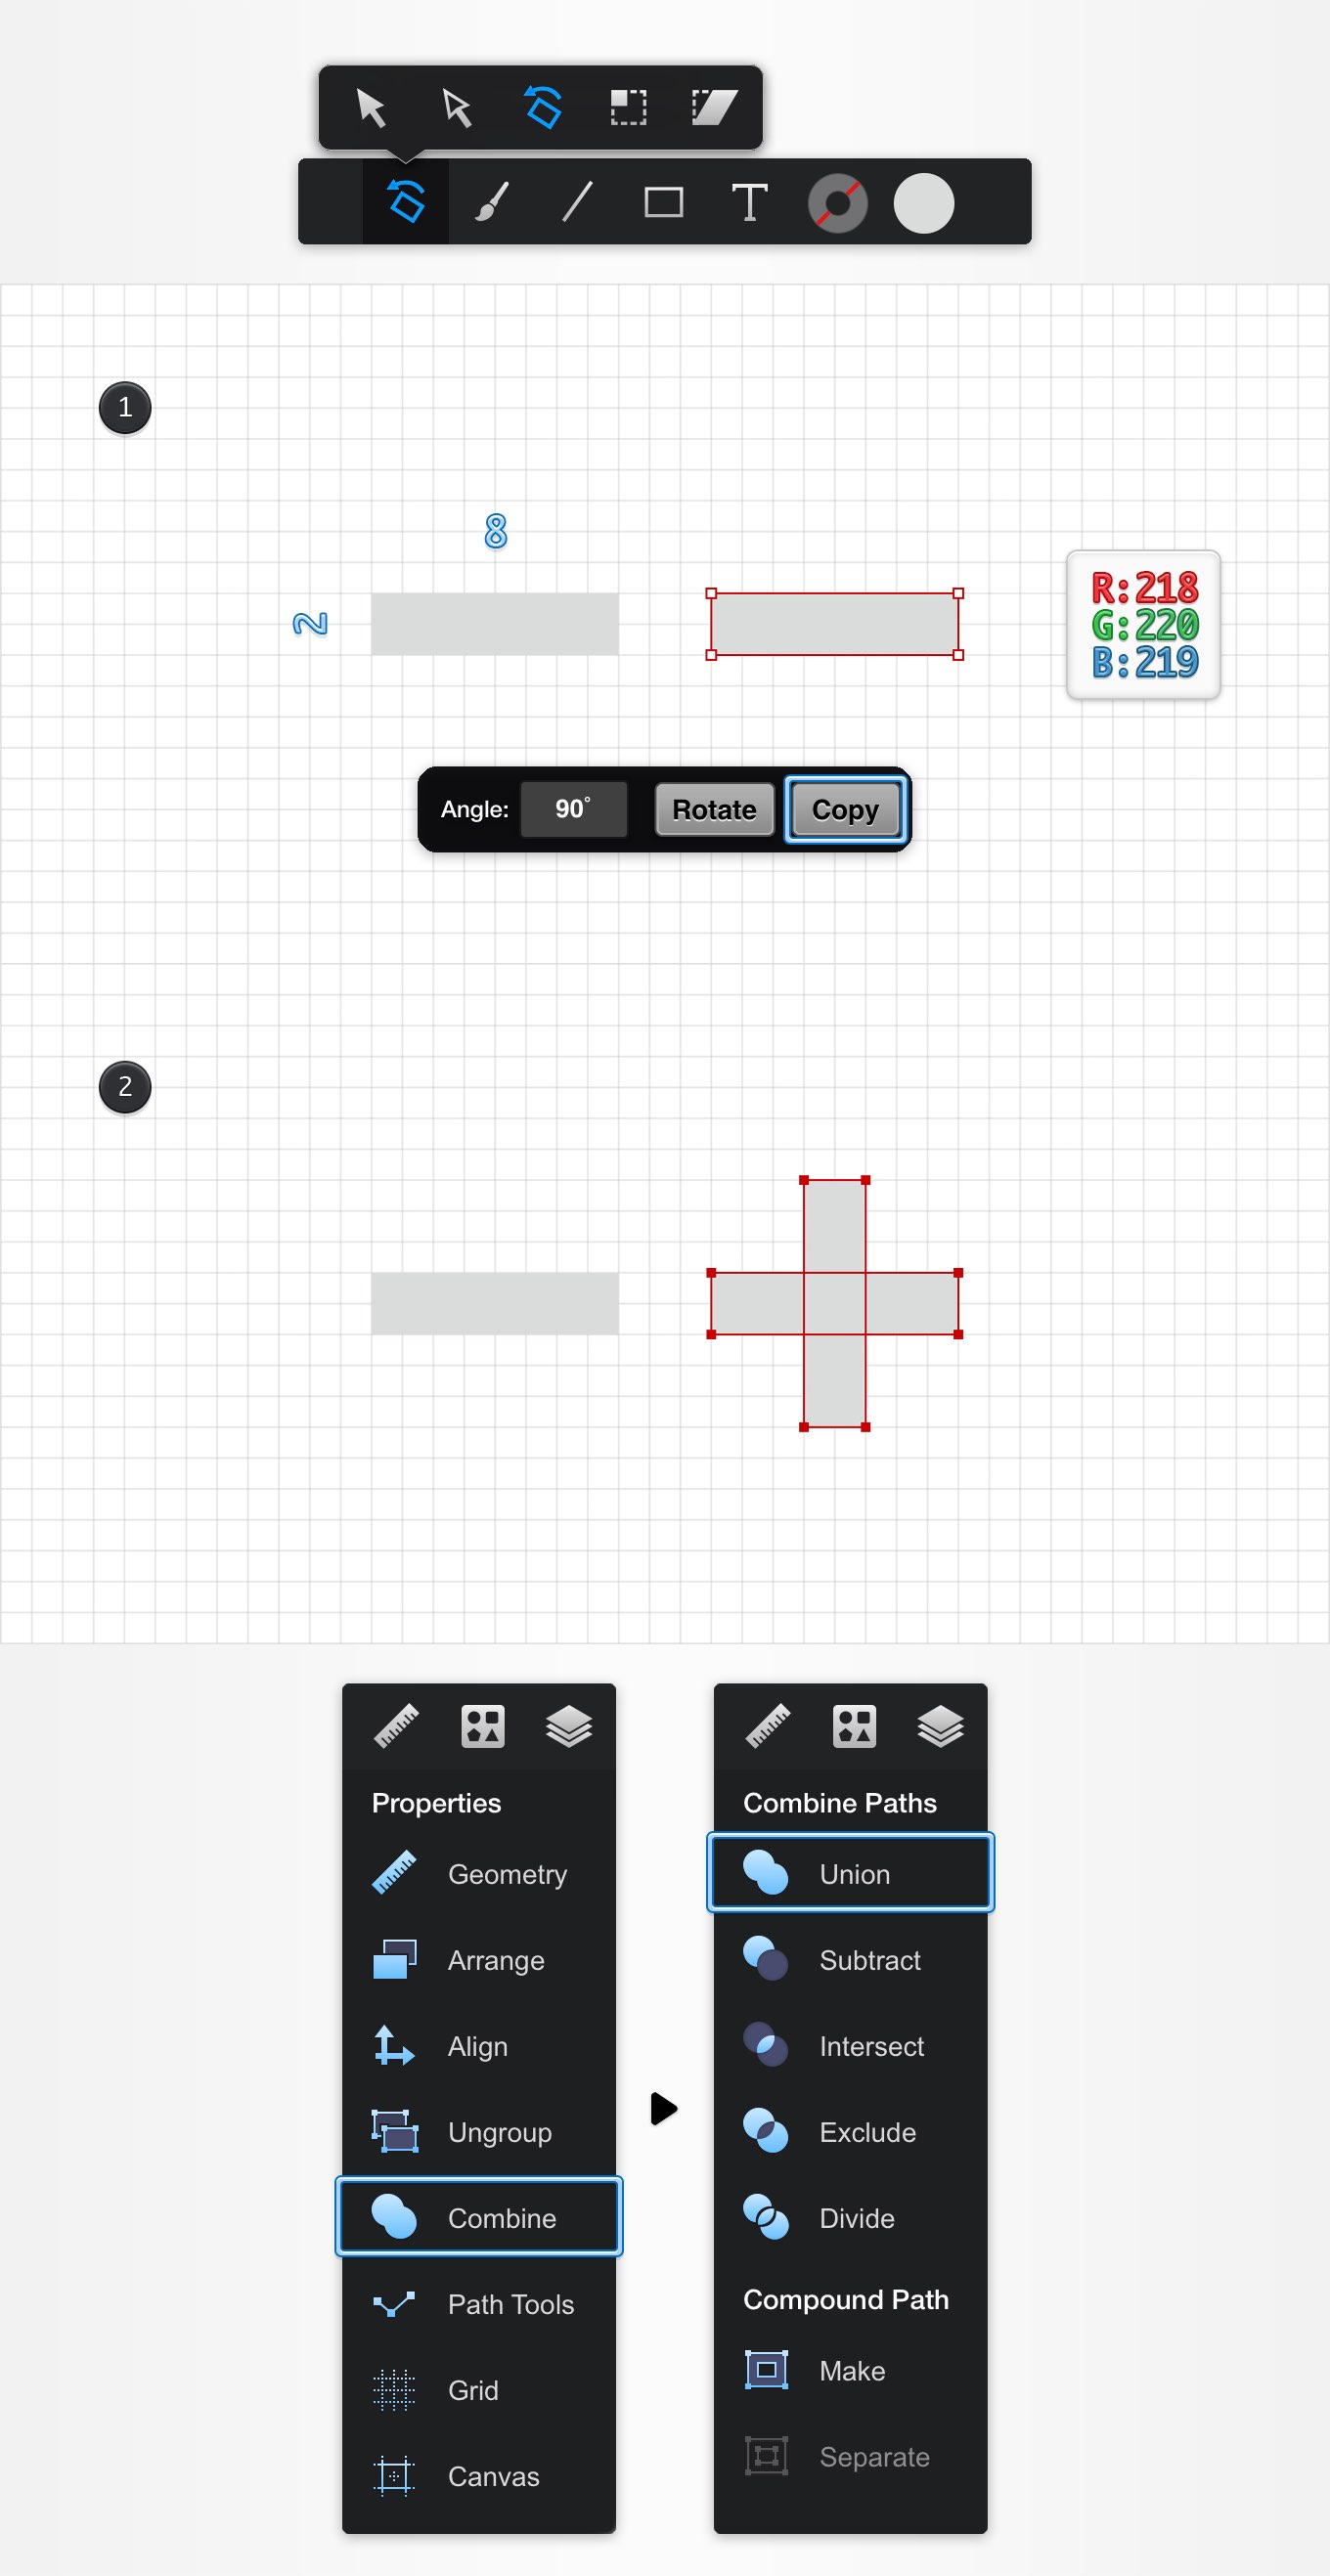 T
1
8
2
R:218
G:220
B:219
Angle: 90° Rotate Copy
2
Properties
Geometry
Arrange
Align
Ungroup
Combine
Path Tools
Grid
Canvas
Combine Paths
Union
Subtract
Intersect
Exclude
Divide
Compound Path
Make
Separate